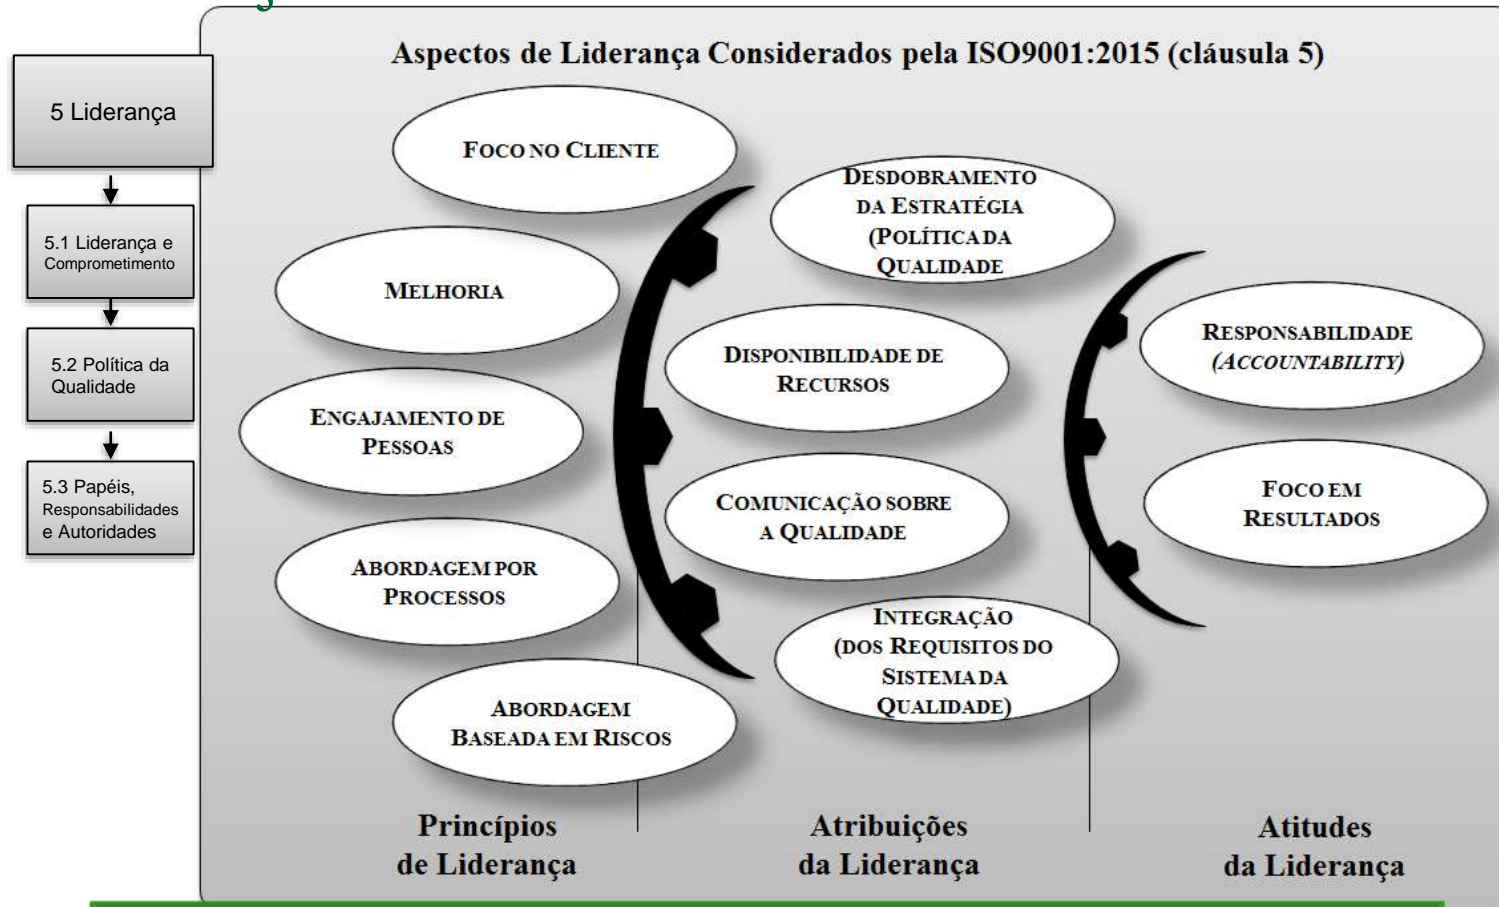 Aspectos de Liderança Considerados pela ISO9001:2015 (cláusula 5)
5 Liderança
5.1 Liderança e
Comprometimento
5.2 Política da
Qualidade
5.3 Papéis,
Responsabilidades
e Autoridades
FOCO NO CLIENTE
MELHORIA
ENGAJAMENTO DE
PESSOAS
ABORDAGEM POR
PROCESSOS
ABORDAGEM
BASEADA EM RISCOS
DESDOBRAMENTO
DA ESTRATÉGIA
(POLÍTICA DA
QUALIDADE
DISPONIBILIDADE DE
RECURSOS
COMUNICAÇÃO SOBRE
A QUALIDADE
INTEGRAÇÃO
(DOS REQUISITOS DO
SISTEMA DA
QUALIDADE)
RESPONSABILIDADE
(ACCOUNTABILITY)
FOCO EM
RESULTADOS
Princípios
de Liderança
Atribuições
da Liderança
Atitudes
da Liderança